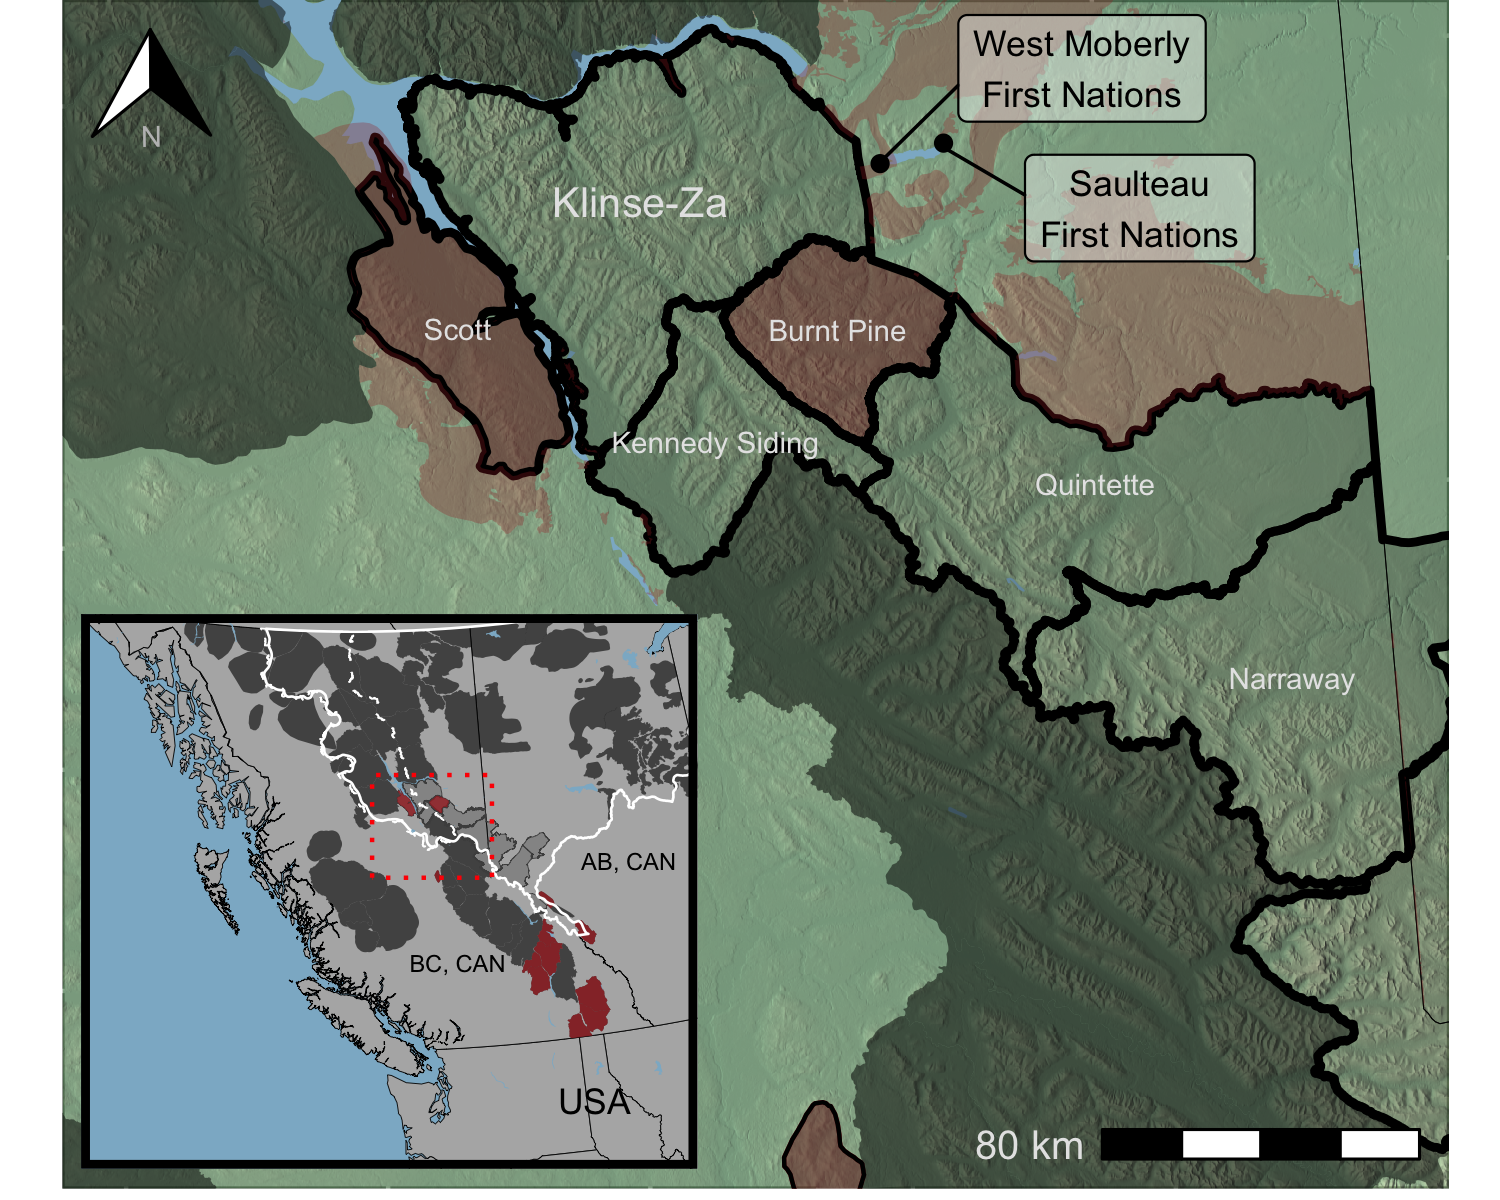 West Moberly
First Nations
N
Saulteau
First Nations
Klinse-Za
Scott
Burnt Pine
Kennedy Siding
Quintette
Narraway
AB, CAN
BC, CAN
USA
80 km